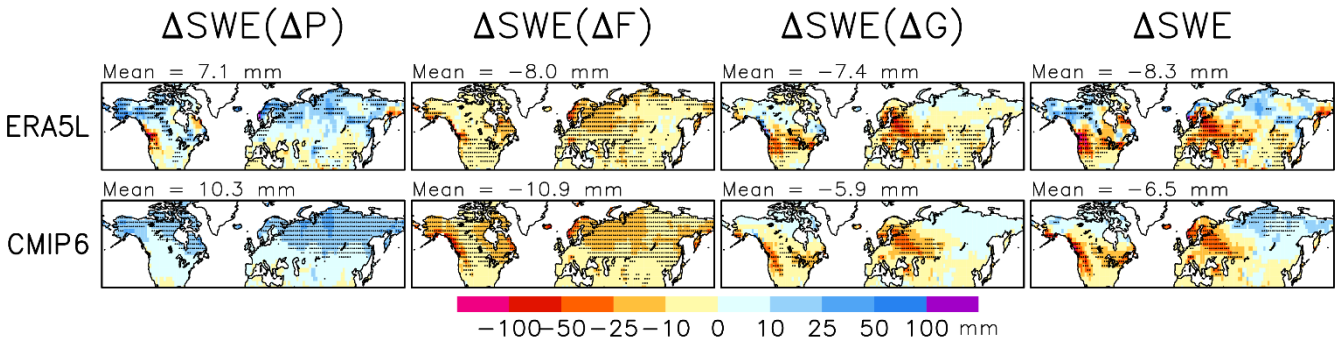 ΔSWE(ΔP) ΔSWE(ΔF) ΔSWE(ΔG) ΔSWE
Mean = 7.1 mm Mean = −8.0 mm Mean = −7.4 mm Mean = −8.3 mm
ERA5L
Mean = 10.3 mm Mean = −10.9 mm Mean = −5.9 mm Mean = −6.5 mm
CMIP6
−100 −50 −25 −10 0 10 25 50 100 mm